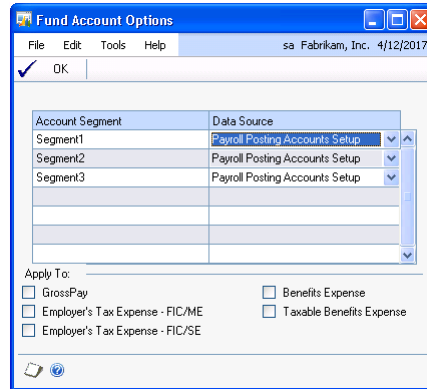 Fund Account Options
File Edit Tools Help sa Fabrikam, Inc. 4/12/2017
OK
Account Segment Data Source
Segment1 Payroll Posting Accounts Setup
Segment2 Payroll Posting Accounts Setup
Segment3 Payroll Posting Accounts Setup
Apply To:
GrossPay Benefits Expense
Employer's Tax Expense - FIC/ME Taxable Benefits Expense
Employer's Tax Expense - FIC/SE